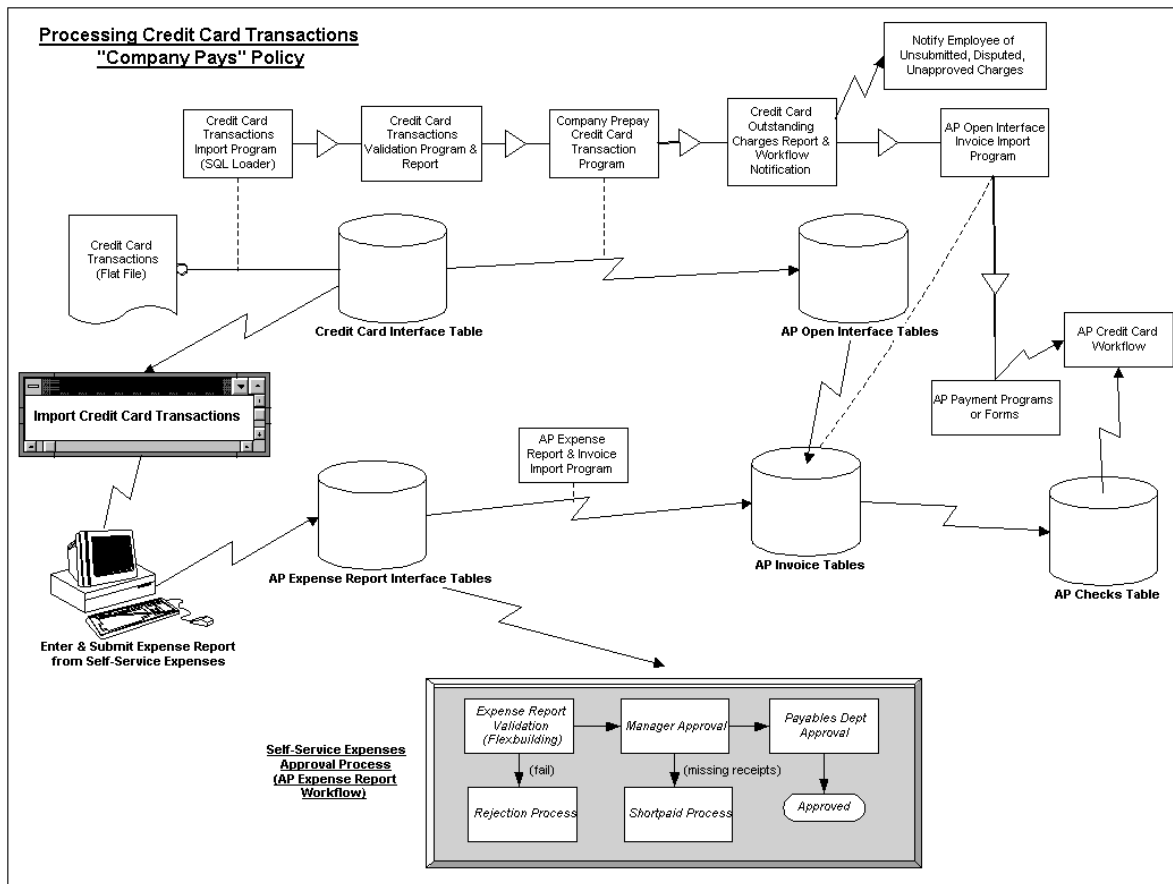 Processing Credit Card Transactions
"Company Pays" Policy
Notify Employee of
Unsubmitted, Disputed,
Unapproved Charges
Credit Card
Transactions
Import Program
(SQL Loader)
Credit Card
Transactions
Validation Program &
Report
Company Prepay
Credit Card
Transaction
Program
Credit Card
Outstanding
Charges Report &
Workflow
Notification
AP Open Interface
Invoice Import
Program
Credit Card
Transactions
(Flat File)
Credit Card Interface Table
AP Open Interface Tables
AP Credit Card
Workflow
Import Credit Card Transactions
AP Payment Programs
or Forms
AP Expense
Report & Invoice
Import Program
AP Expense Report Interface Tables
AP Invoice Tables
AP Checks Table
Enter & Submit Expense Report
from Self-Service Expenses
Self-Service Expenses
Approval Process
(AP Expense Report
Workflow)
Expense Report
Validation
(Flexbuilding)
Manager Approval
Payables Dept
Approval
(fail)
(missing receipts)
Rejection Process
Shortpaid Process
Approved